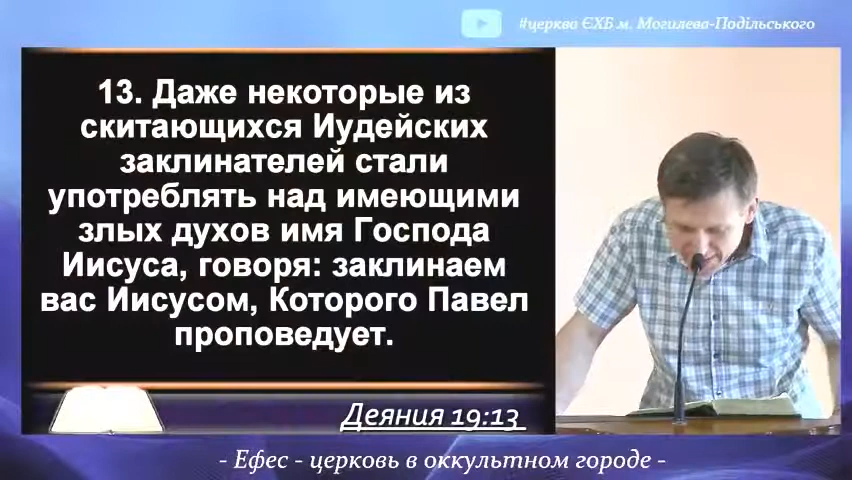 #церква ЄХБ м. Могилева-Подільського
13. Даже некоторые из
скитающихся Иудейских
заклинателей стали
употреблять над имеющими
злых духов имя Господа
Иисуса, говоря: заклинаем
вас Иисусом, Которого Павел
проповедует.
Деяния 19:13
- Ефес - церковь в оккультном городе -